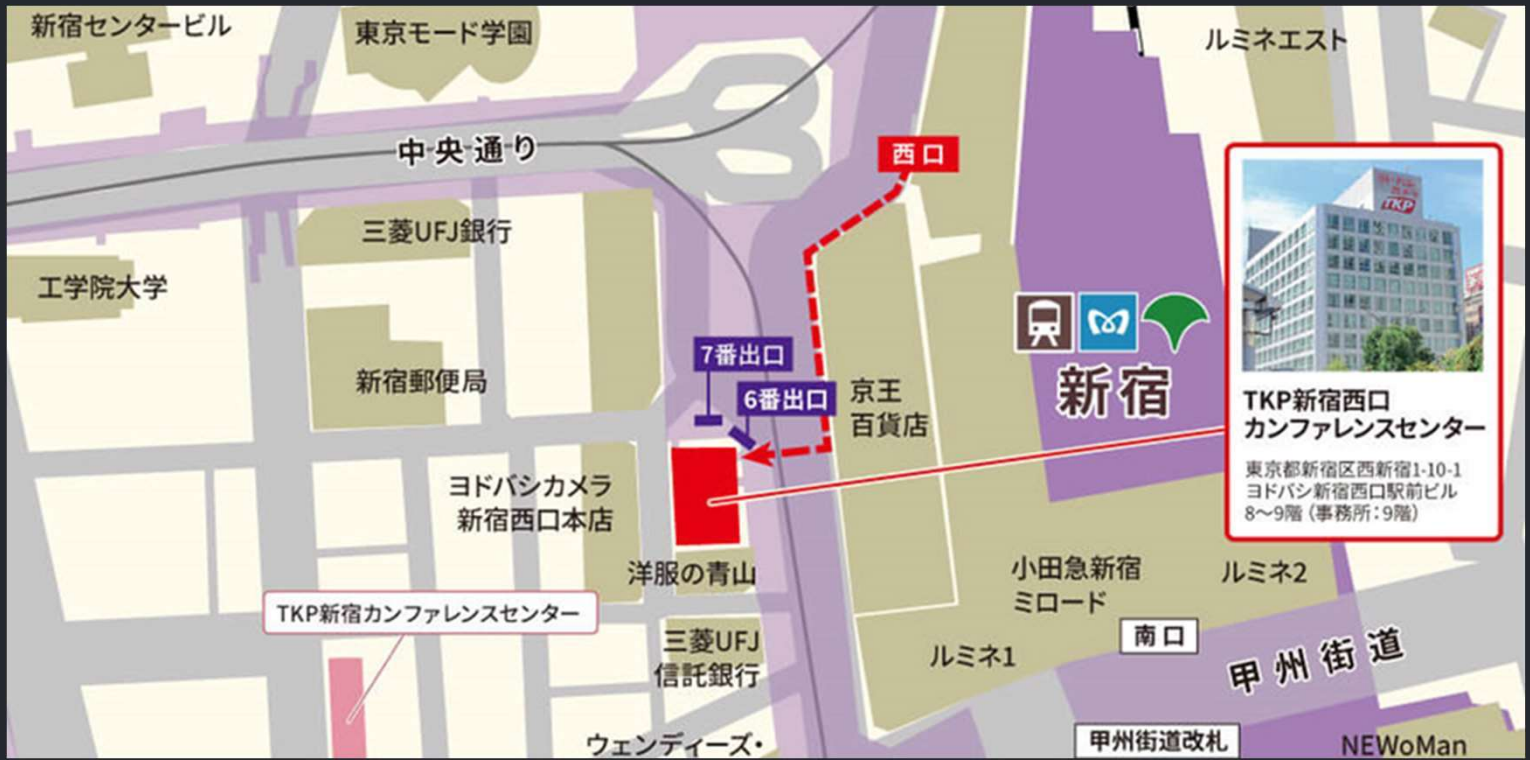 新宿センタービル
東京モード学園
ルミネエスト
中央通り
西口
三菱UFJ銀行
工学院大学
7番出口
6番出口
新宿郵便局
京王
百貨店
新宿
TKP
TKP新宿西口
カンファレンスセンター
東京都新宿区西新宿1-10-1
ヨドバシ新宿西口駅前ビル
8〜9階（事務所：9階）
ヨドバシカメラ
新宿西口本店
洋服の青山
小田急新宿
ミロード
ルミネ2
TKP新宿カンファレンスセンター
三菱UFJ
信託銀行
ルミネ1
南口
甲州街道
ウェンディーズ・
甲州街道改札
NEWoMan